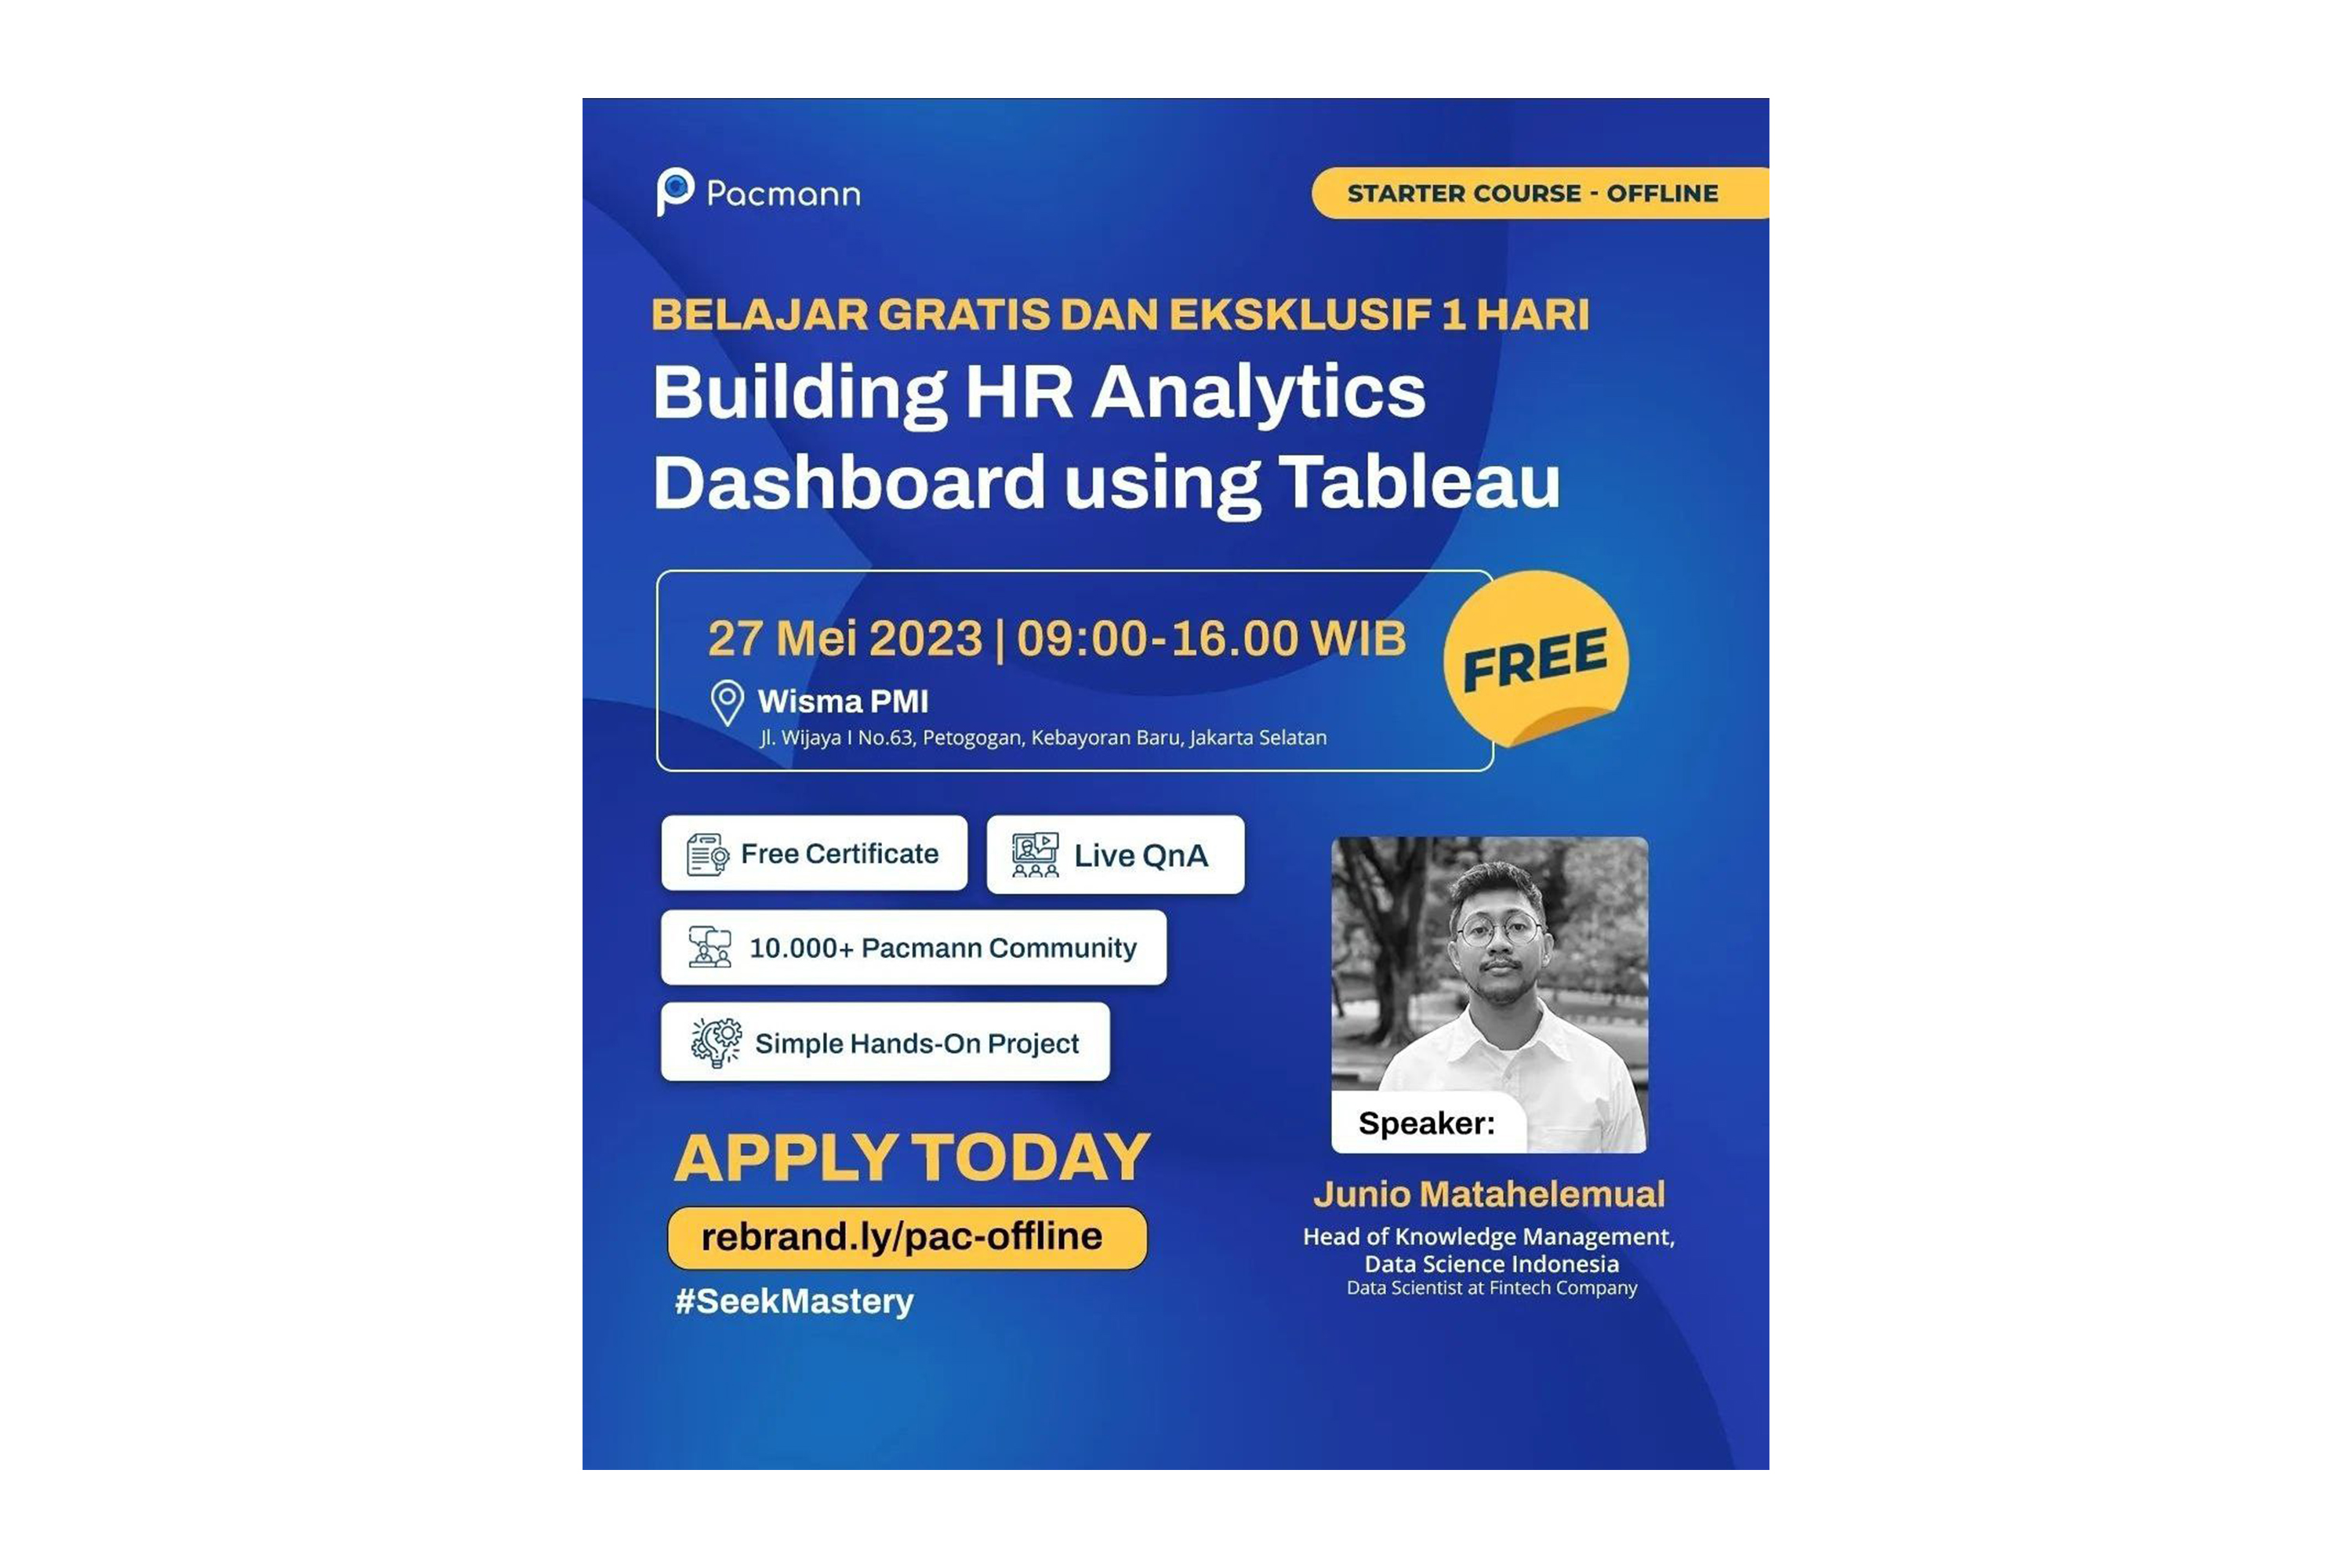 Pacmann
STARTER COURSE - OFFLINE
BELAJAR GRATIS DAN EKSKLUSIF 1 HARI
Building HR Analytics
Dashboard using Tableau
27 Mei 2023 | 09:00-16.00 WIB
FREE
Wisma PMI
Jl. Wijaya I No.63, Petogogan, Kebayoran Baru, Jakarta Selatan
Free Certificate
Live QnA
10.000+ Pacmann Community
Simple Hands-On Project
Speaker:
Junio Matahelemual
Head of Knowledge Management,
Data Science Indonesia
Data Scientist at Fintech Company
APPLY TODAY
rebrand.ly/pac-offline
#SeekMastery